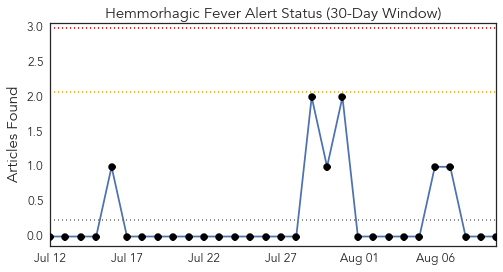 Hemmorhagic Fever Alert Status (30-Day Window)
Articles Found
3.0
2.5
2.0
1.5
1.0
0.5
0.0
Jul 12
Jul 17
Jul 22
Jul 27
Aug 01
Aug 06